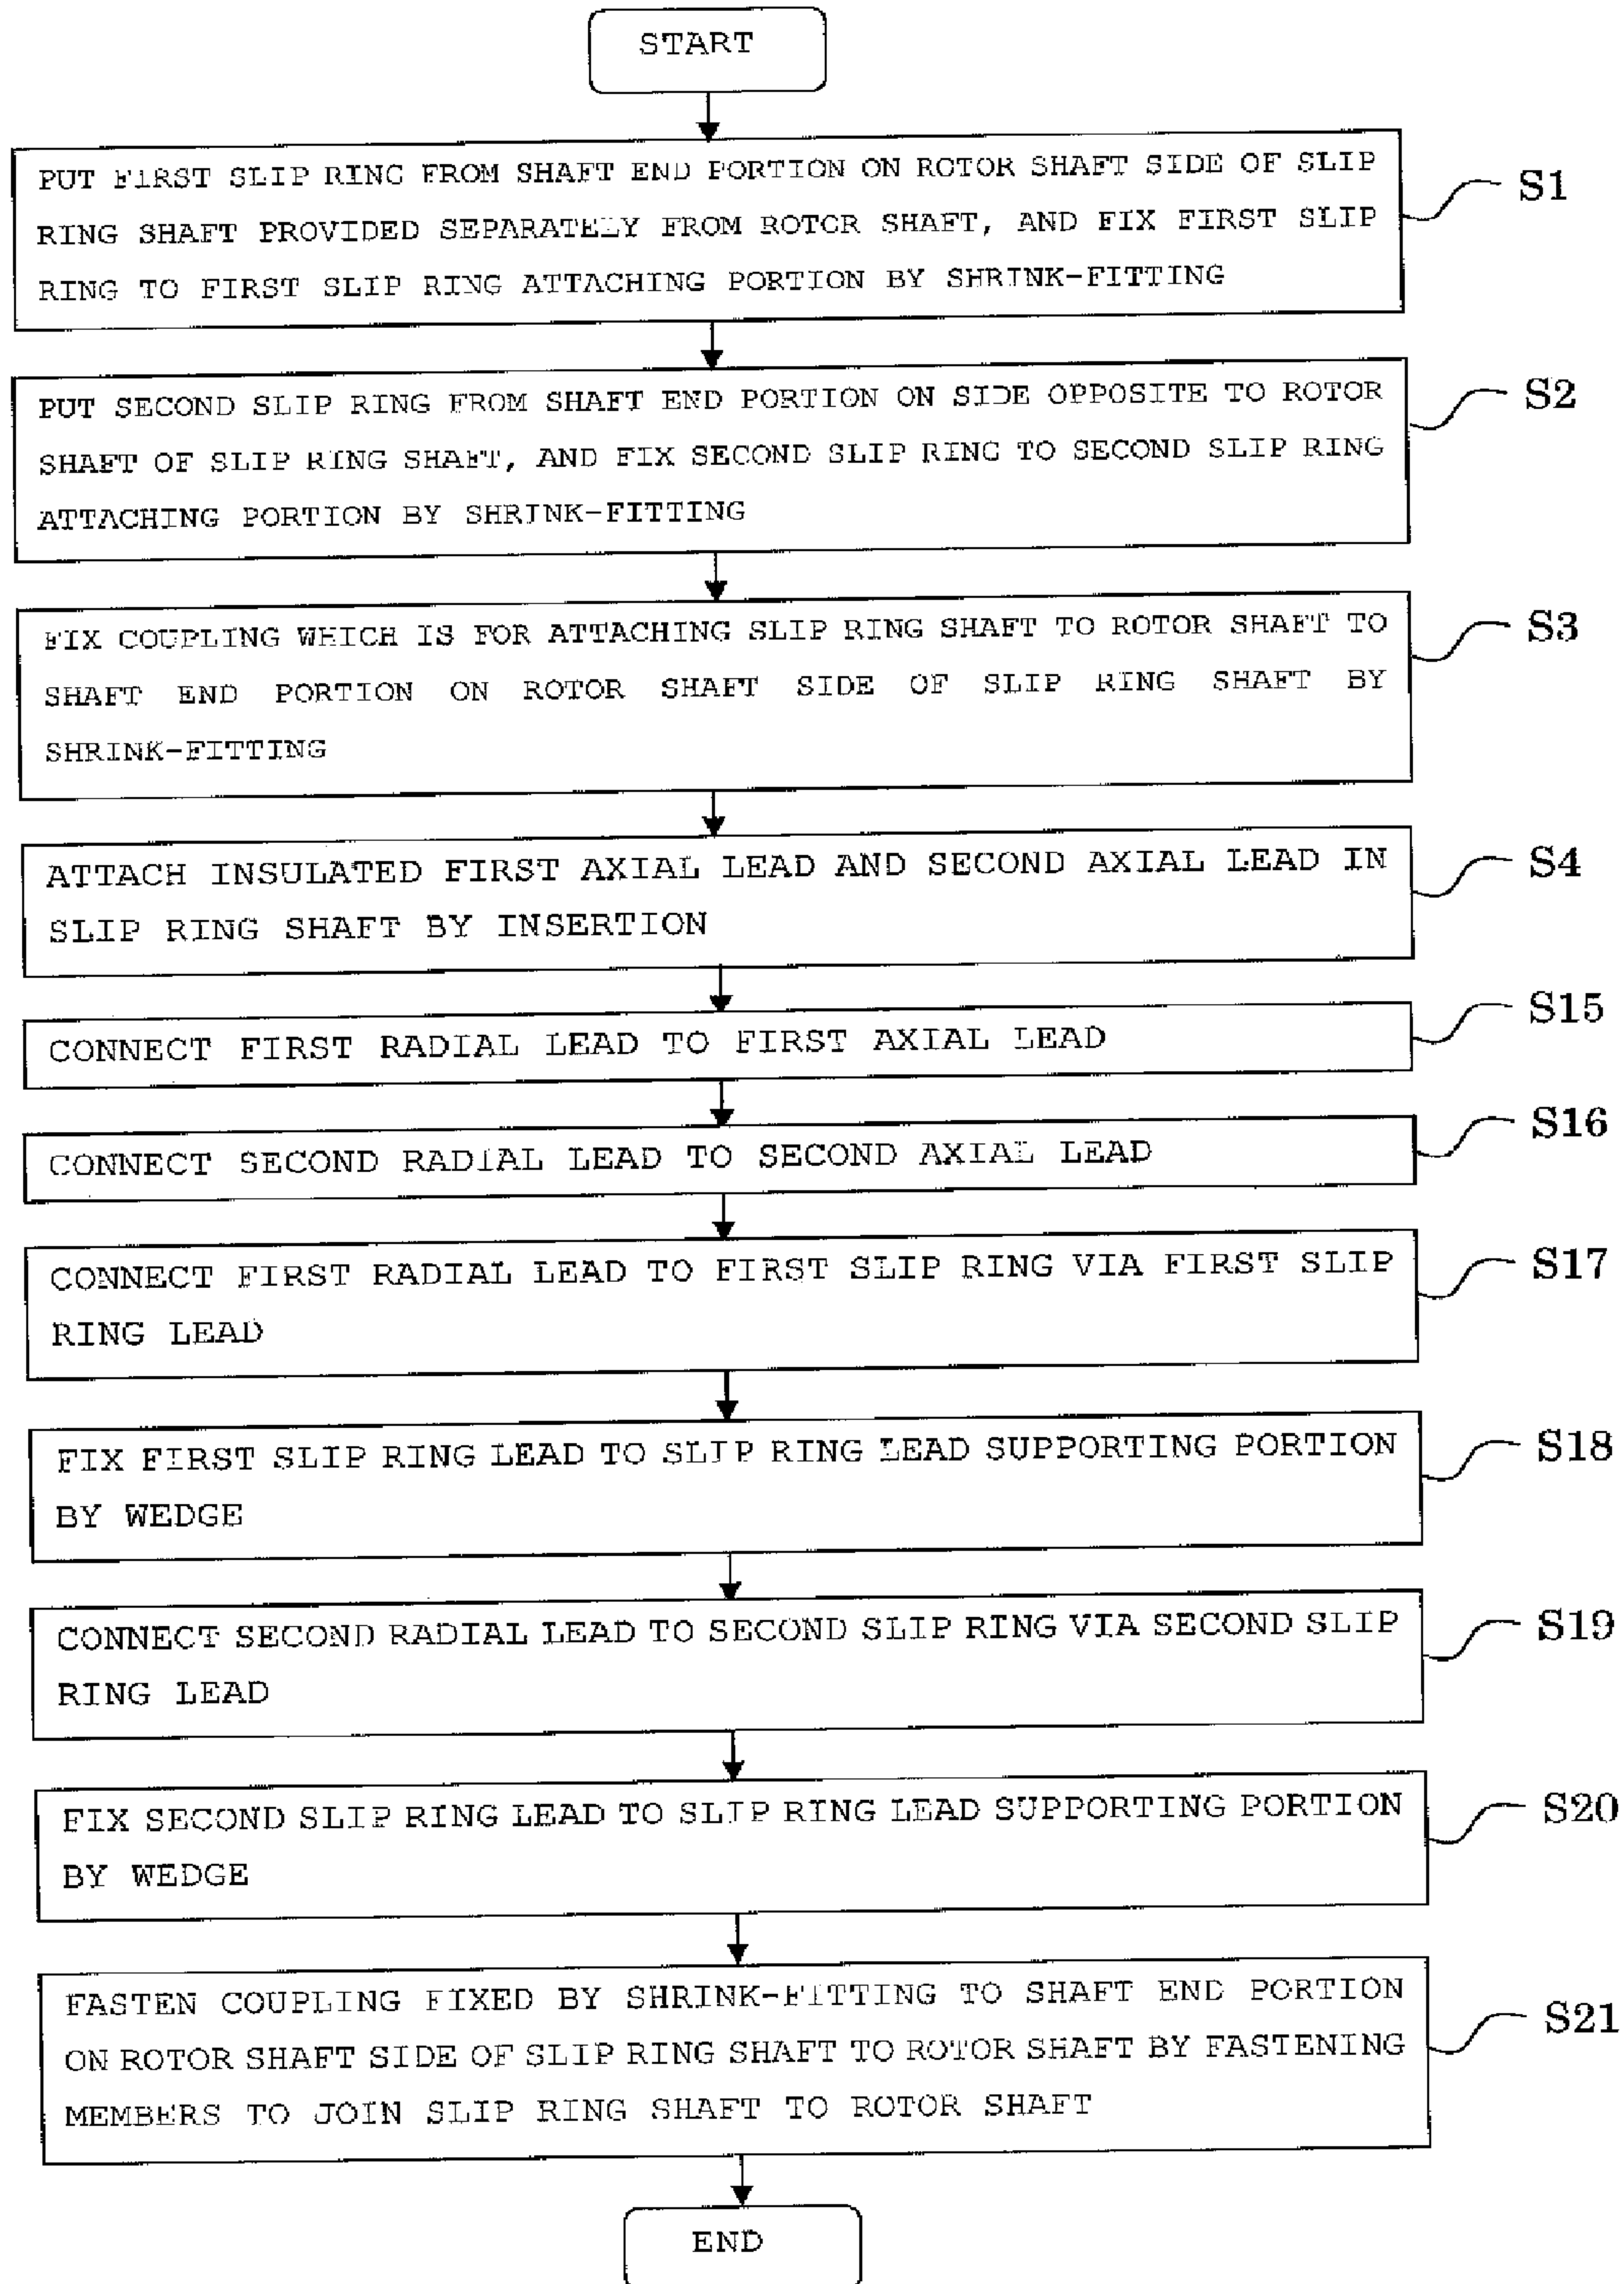 START
PUT FIRST SLIP RING FROM SHAFT END PORTION ON ROTOR SHAFT SIDE OF SLIP
RING SHAFT PROVIDED SEPARATELY FROM ROTOR SHAFT, AND FIX FIRST SLIP
RING TO FIRST SLIP RING ATTACHING PORTION BY SHRINK-FITTING
S1
PUT SECOND SLIP RING FROM SHAFT END PORTION ON SIDE OPPOSITE TO ROTOR
SHAFT OF SLIP RING SHAFT, AND FIX SECOND SLIP RING TO SECOND SLIP RING
ATTACHING PORTION BY SHRINK-FITTING
S2
FIX COUPLING WHICH IS FOR ATTACHING SLIP RING SHAFT TO ROTOR SHAFT TO
SHAFT END PORTION ON ROTOR SHAFT SIDE OF SLIP RING SHAFT BY
SHRINK-FITTING
S3
ATTACH INSULATED FIRST AXIAL LEAD AND SECOND AXIAL LEAD IN
SLIP RING SHAFT BY INSERTION
S4
CONNECT FIRST RADIAL LEAD TO FIRST AXIAL LEAD
S15
CONNECT SECOND RADIAL LEAD TO SECOND AXIAL LEAD
S16
CONNECT FIRST RADIAL LEAD TO FIRST SLIP RING VIA FIRST SLIP
RING LEAD
S17
FIX FIRST SLIP RING LEAD TO SLIP RING LEAD SUPPORTING PORTION
BY WEDGE
S18
CONNECT SECOND RADIAL LEAD TO SECOND SLIP RING VIA SECOND SLIP
RING LEAD
S19
FIX SECOND SLIP RING LEAD TO SLIP RING LEAD SUPPORTING PORTION
BY WEDGE
S20
FASTEN COUPLING FIXED BY SHRINK-FITTING TO SHAFT END PORTION
ON ROTOR SHAFT SIDE OF SLIP RING SHAFT TO ROTOR SHAFT BY FASTENING
MEMBERS TO JOIN SLIP RING SHAFT TO ROTOR SHAFT
S21
END